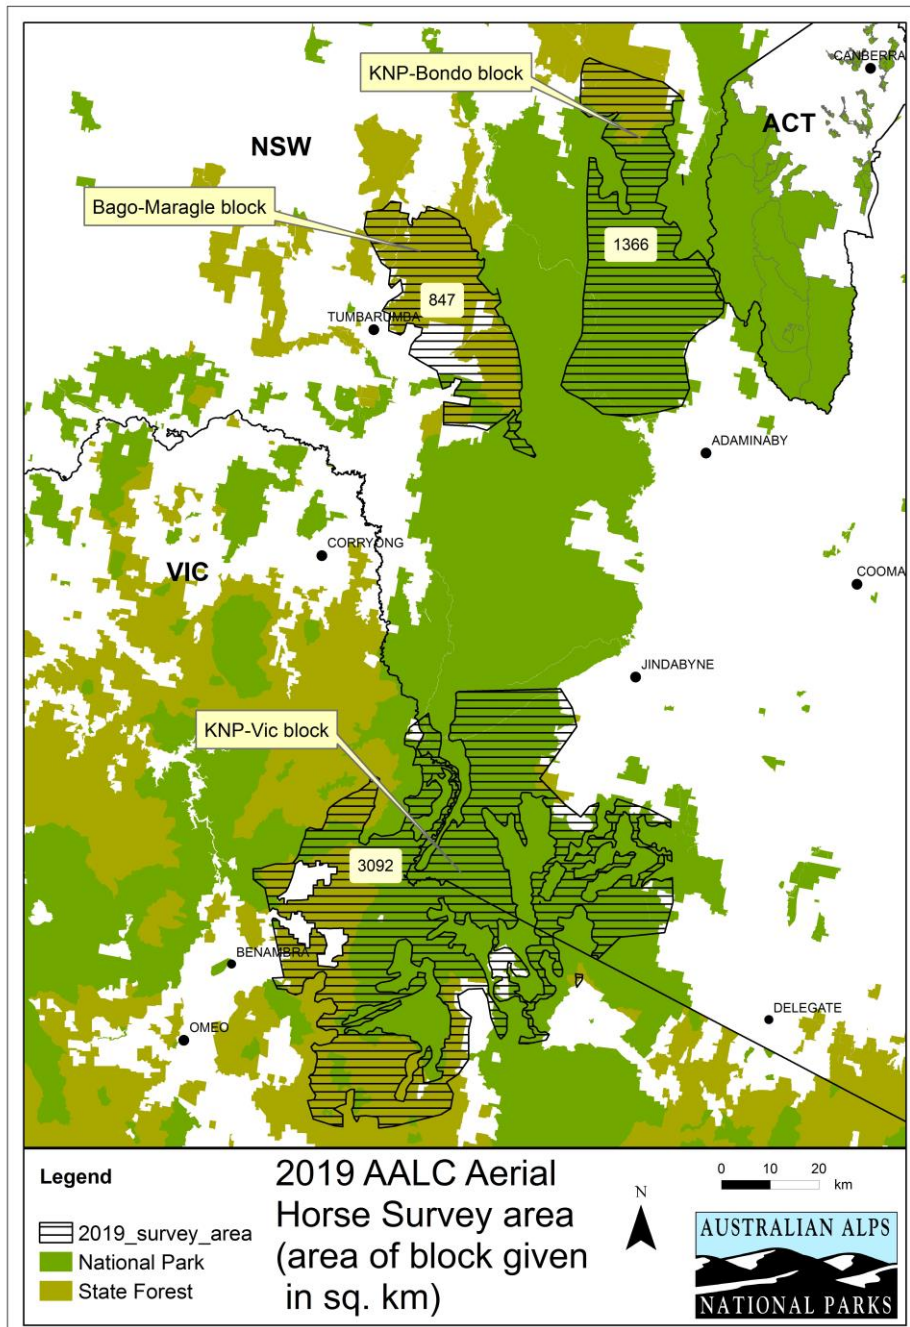 CANBERRA
KNP-Bondo block
ACT
NSW
Bago-Maragle block
1366
847
TUMBARUMBA
ADAMINABY
CORRYONG
VIC
COOMA
JINDABYNE
KNP-Vic block
3092
BENAMBRA
DELEGATE
OMEO
Legend
2019_survey_area
National Park
State Forest
2019 AALC Aerial
Horse Survey area
(area of block given
in sq. km)
N
0 10 20
km
AUSTRALIAN ALPS
NATIONAL PARKS